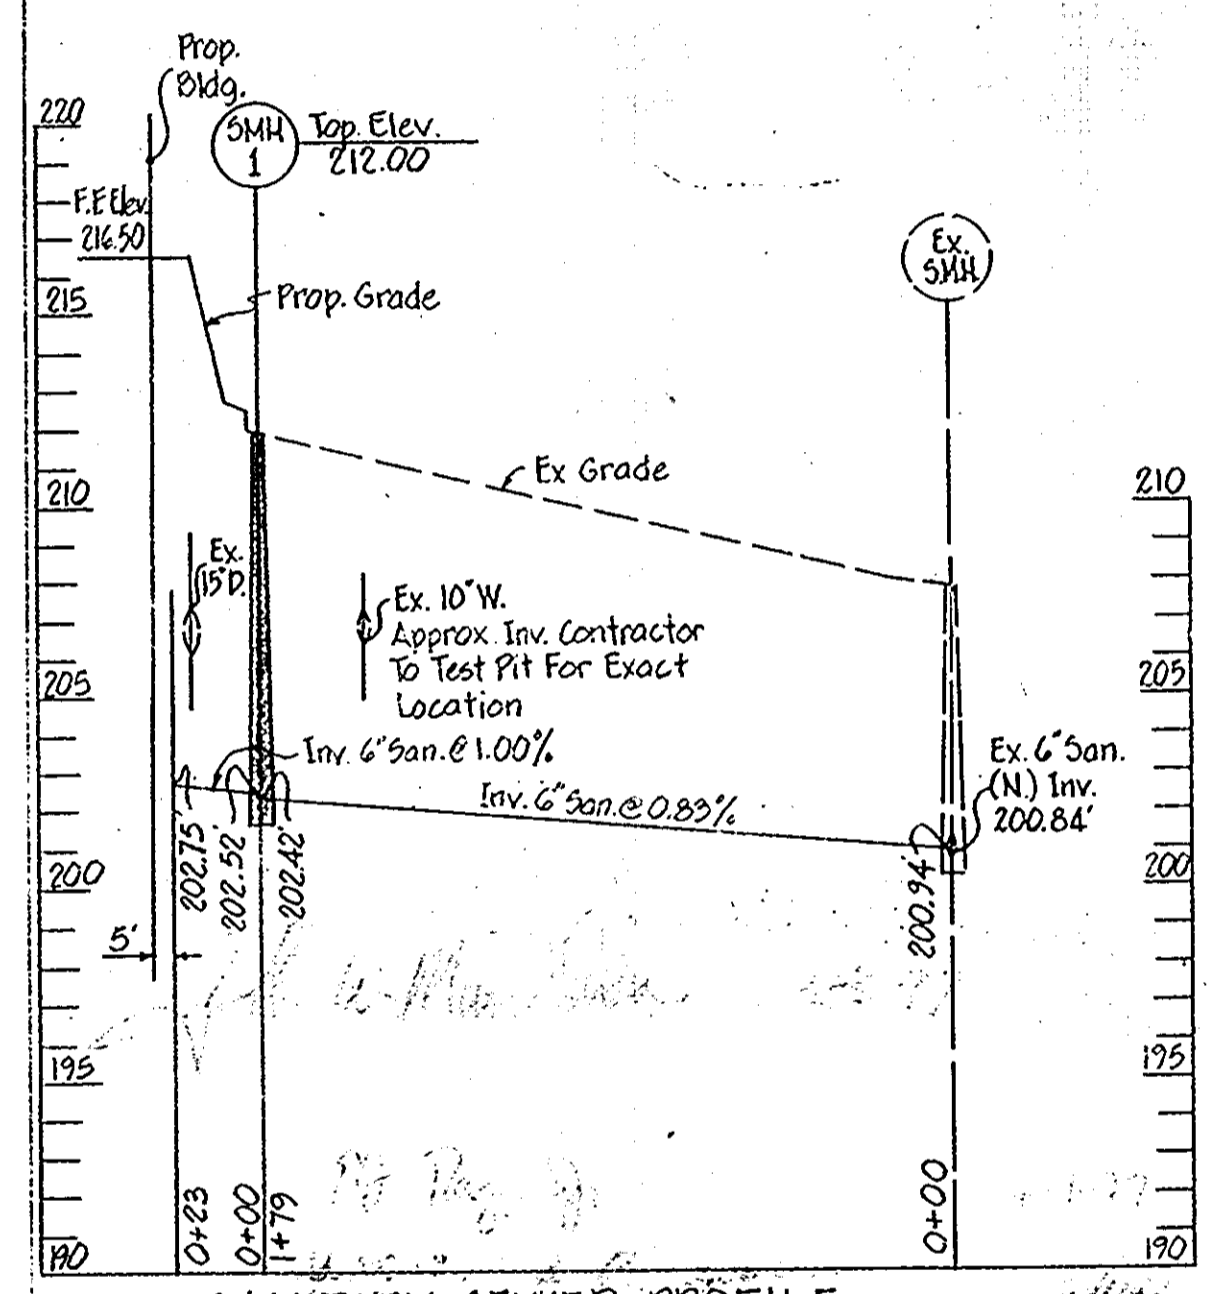 Prop.
Bldg.
220
SMH
1
Top. Elev.
212.00
F.F Elev.
216.50
Ex.
SMH
215
Prop. Grade
Ex Grade
210
210
Ex.
15"D.
Ex. 10"W.
Approx. Inv. Contractor
To Test Pit For Exact
Location
205
205
Inv. 6" San. @ 1.00%
Inv. 6" San. @ 0.83%
Ex. 6" San.
(N.) Inv.
200.84'
202.75'
202.52'
202.42'
200.94'
200
200
5'
195
195
0+23
0+00
1+79
0+00
190
190
SEWER PROFILE